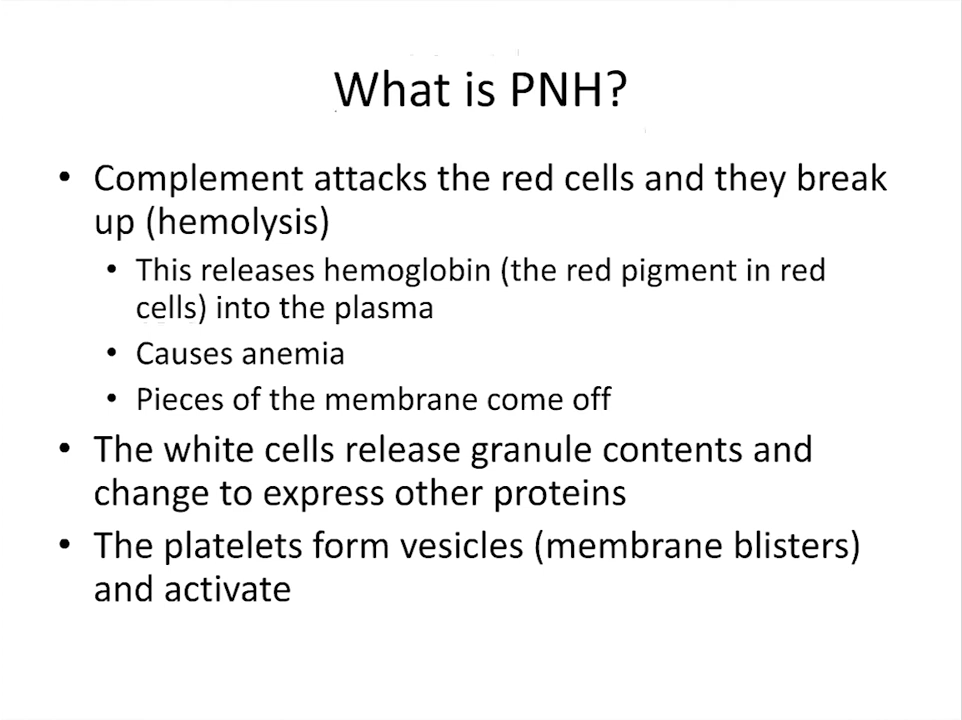 What is PNH?
• Complement attacks the red cells and they break
up (hemolysis)
• This releases hemoglobin (the red pigment in red
cells) into the plasma
• Causes anemia
• Pieces of the membrane come off
• The white cells release granule contents and
change to express other proteins
• The platelets form vesicles (membrane blisters)
and activate